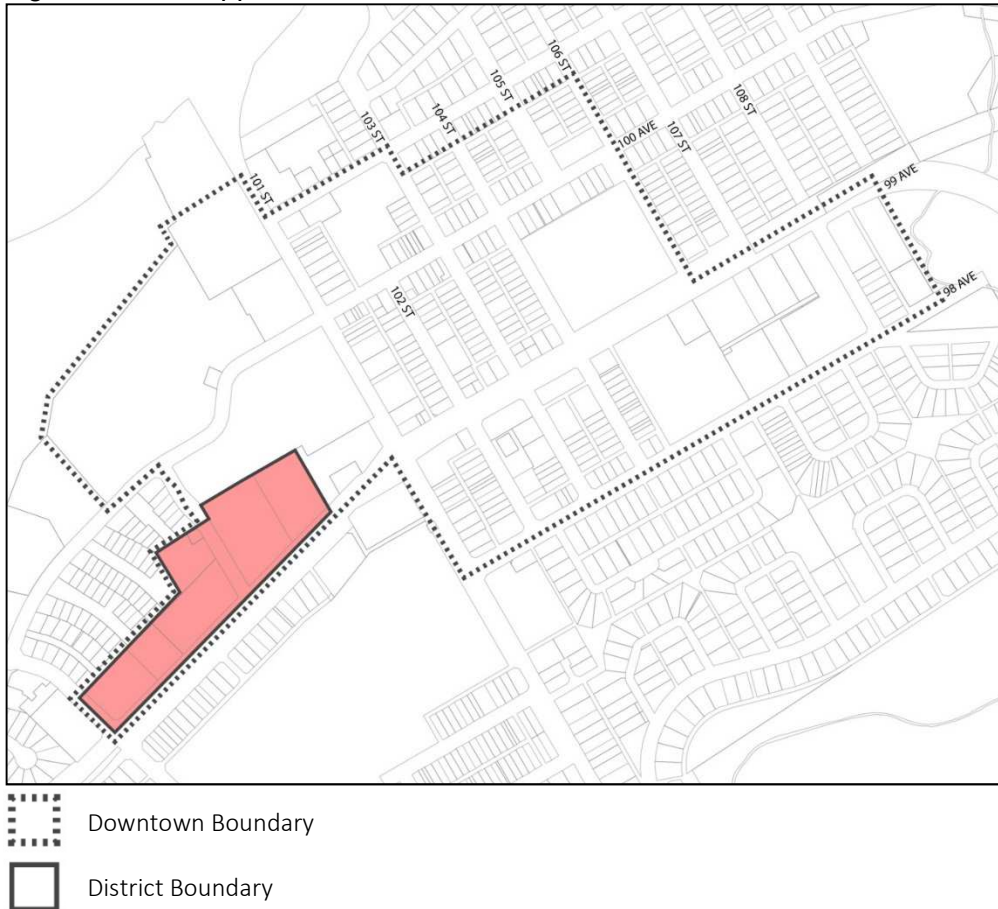 106 ST
105 ST
104 ST
103 ST
108 ST
107 ST
100 AVE
101 ST
99 AVE
98 AVE
102 ST
Downtown Boundary
District Boundary